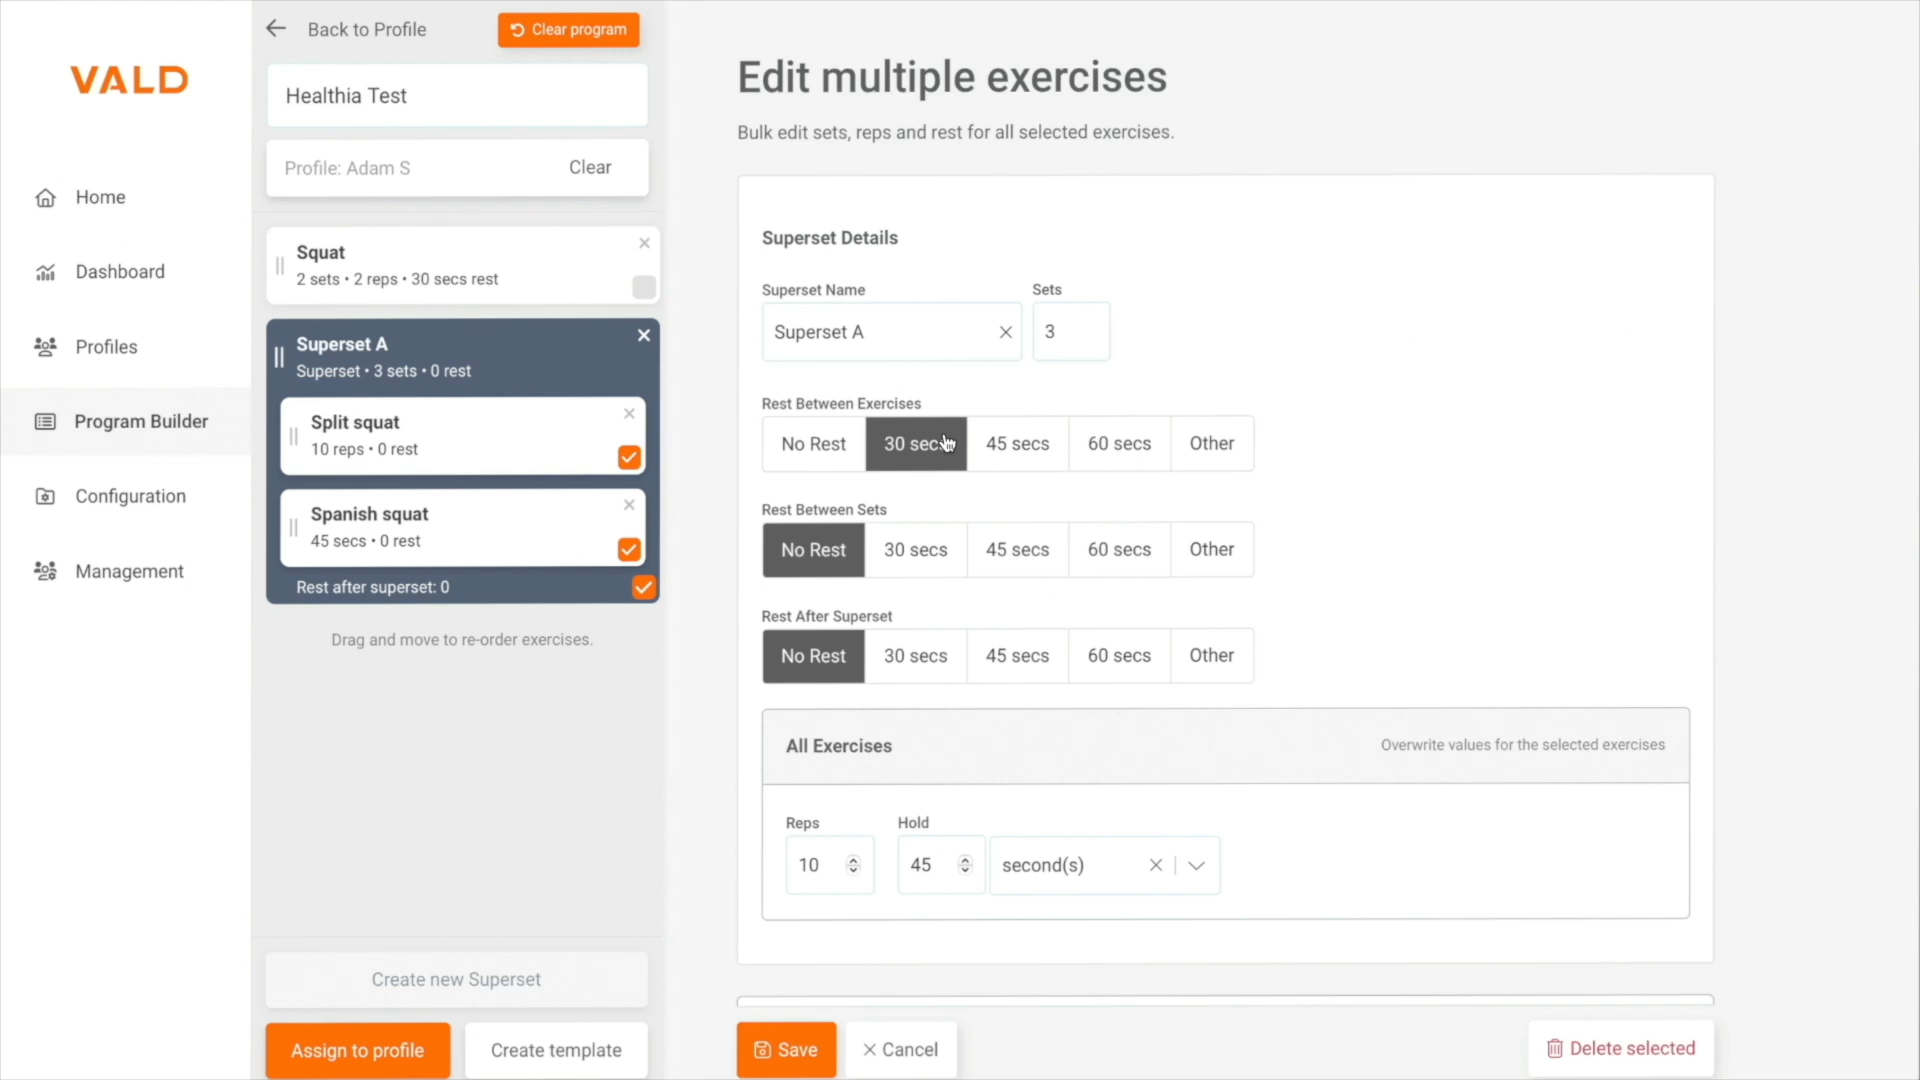 VALD
Home
Dashboard
Profiles
Program Builder
Configuration
Management
Back to Profile
Clear program
Healthia Test
Profile: Adam S
Clear
Squat
2 sets • 2 reps • 30 secs rest
Superset A
Superset • 3 sets • 0 rest
Split squat
10 reps • 0 rest
Spanish squat
45 secs • 0 rest
Rest after superset: 0
Drag and move to re-order exercises.
Create new Superset
Assign to profile
Create template
Edit multiple exercises
Bulk edit sets, reps and rest for all selected exercises.
Superset Details
Superset Name
Sets
Superset A
3
Rest Between Exercises
No Rest
30 secs
45 secs
60 secs
Other
Rest Between Sets
No Rest
30 secs
45 secs
60 secs
Other
Rest After Superset
No Rest
30 secs
45 secs
60 secs
Other
All Exercises
Overwrite values for the selected exercises
Reps
Hold
10
45
second(s)
Save
Cancel
Delete selected